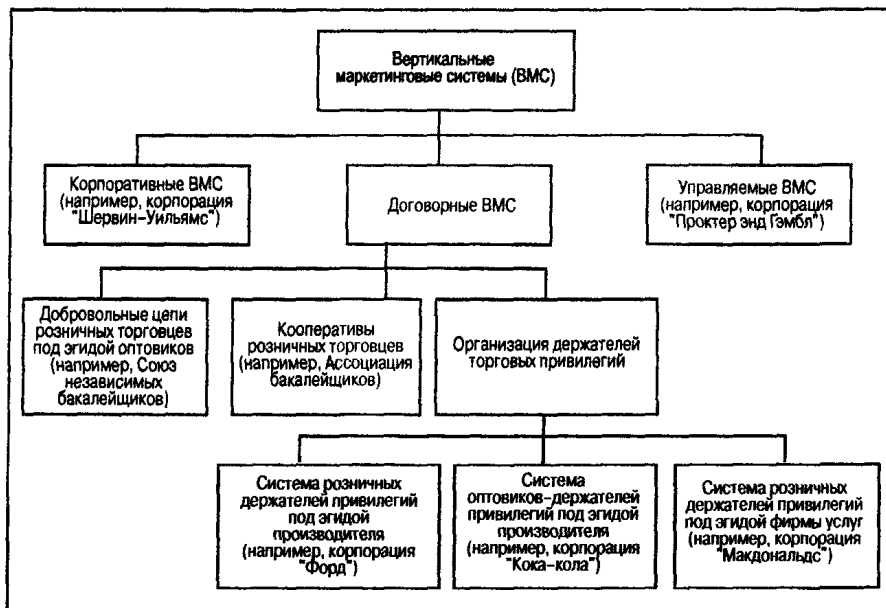 Вертикальные
маркетинговые системы (ВМС)
Корпоративные ВМС
(например, корпорация
"Шервин-Уильямс")
Договорные ВМС
Управляемые ВМС
(например, корпорация
"Проктер энд Гэмбл")
Добровольные цепи
розничных торговцев
под эгидой оптовиков
(например, Союз
независимых
бакалейщиков)
Кооперативы
розничных торговцев
(например, Ассоциация
бакалейщиков)
Организация держателей
торговых привилегий
Система розничных
держателей привилегий
под эгидой
производителя
(например, корпорация
"Форд")
Система
оптовиков-держателей
привилегий под эгидой
производителя
(например, корпорация
"Кока-кола")
Система розничных
держателей привилегий
под эгидой фирмы услуг
(например, корпорация
"Макдональдс")